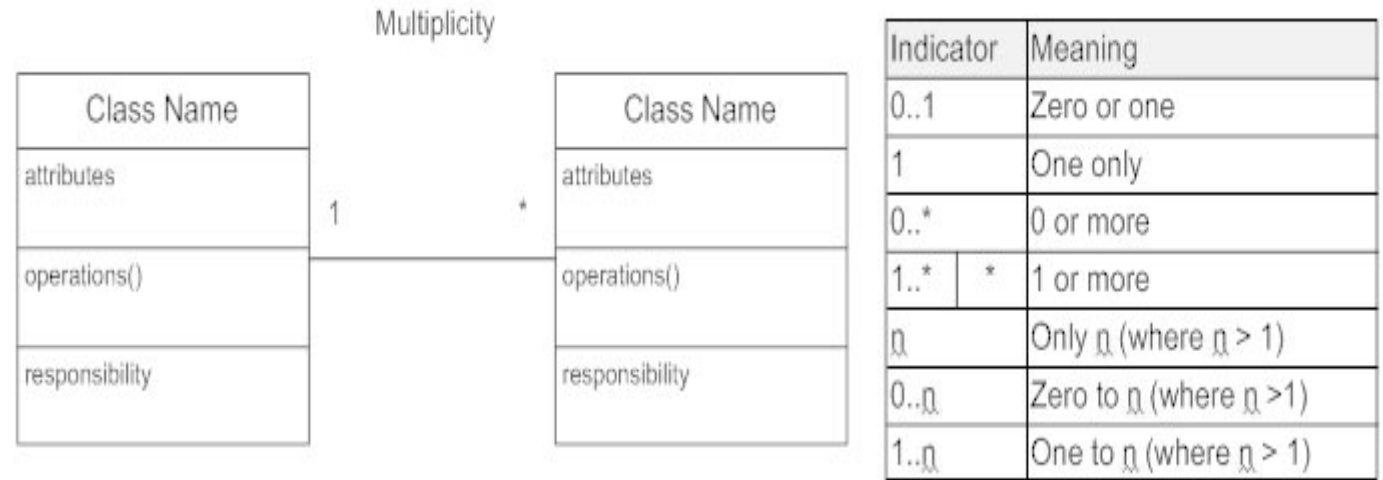 Multiplicity
Class Name
attributes
operations()
responsibility
1 *
Class Name
attributes
operations()
responsibility
Indicator Meaning
0..1 Zero or one
1 One only
0..* 0 or more
1..* * 1 or more
n Only n (where n > 1)
0..n Zero to n (where n >1)
1..n One to n (where n > 1)